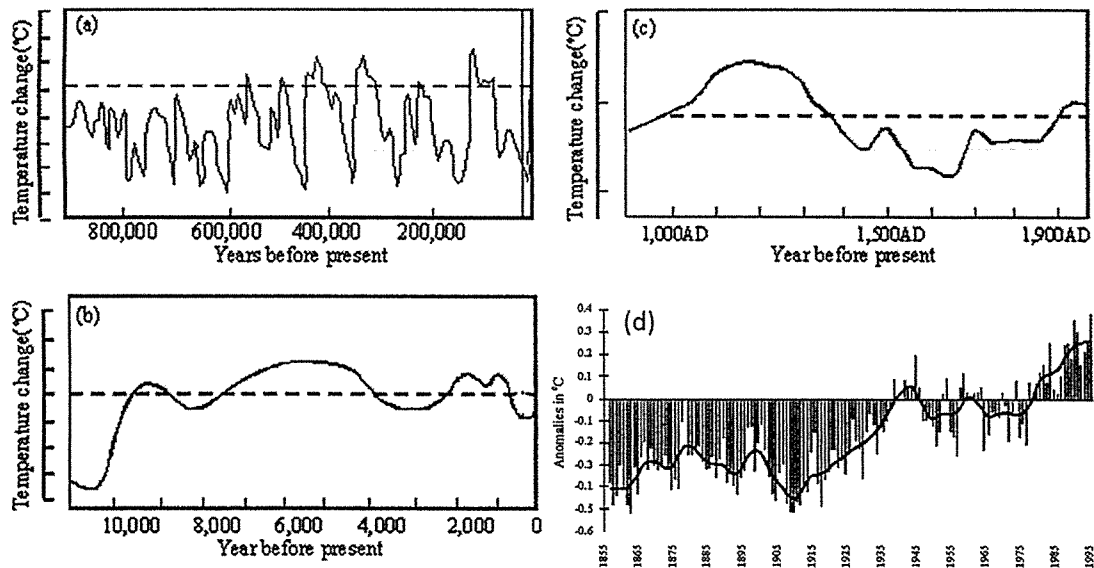 (a)
Temperature change(°C)
800,000 600,000 400,000 200,000
Years before present
(c)
Temperature change(°C)
1,000AD 1,500AD 1,900AD
Year before present
(b)
Temperature change(°C)
10,000 8,000 6,000 4,000 2,000 0
Year before present
(d)
Anomalies in °C
0.4
0.3
0.2
0.1
0
-0.1
-0.2
-0.3
-0.4
-0.5
-0.6
1855 1865 1875 1885 1895 1905 1915 1925 1935 1945 1955 1965 1975 1985 1995